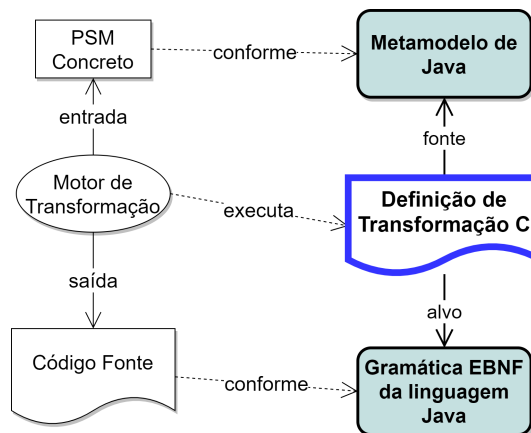 PSM
Concreto
conforme
Metamodelo de
Java
entrada
fonte
Motor de
Transformação
executa
Definição de
Transformação C
saída
alvo
Código Fonte
conforme
Gramática EBNF
da linguagem
Java